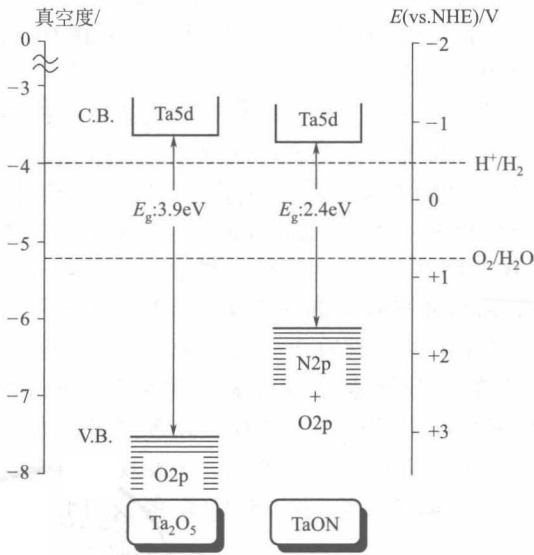 真空度/
E(vs.NHE)/V
0
−2
−3
C.B.
Ta5d
Ta5d
−1
−4
H⁺/H₂
E_g:3.9eV
E_g:2.4eV
0
−5
O₂/H₂O
+1
−6
N2p
+
O2p
+2
−7
V.B.
+3
O2p
−8
Ta₂O₅
TaON